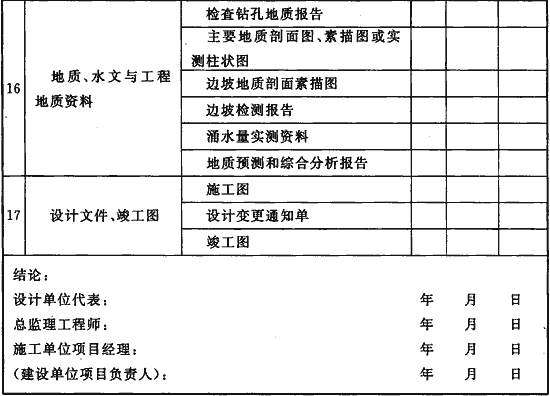 检查钻孔地质报告
主要地质剖面图、素描图或实
测柱状图
16
地质、水文与工程
地质资料
边坡地质剖面素描图
边坡检测报告
涌水量实测资料
地质预测和综合分析报告
17
设计文件、竣工图
施工图
设计变更通知单
竣工图
结论：
设计单位代表： 年 月 日
总监理工程师： 年 月 日
施工单位项目经理： 年 月 日
（建设单位项目负责人）： 年 月 日